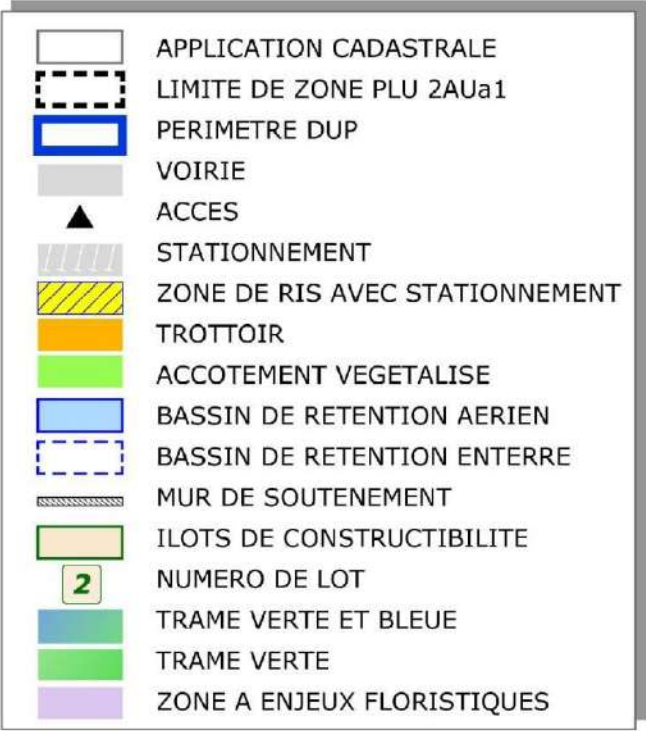 APPLICATION CADASTRALE
LIMITE DE ZONE PLU 2AUa1
PERIMETRE DUP
VOIRIE
ACCES
STATIONNEMENT
ZONE DE RIS AVEC STATIONNEMENT
TROTTOIR
ACCOTEMENT VEGETALISE
BASSIN DE RETENTION AERIEN
BASSIN DE RETENTION ENTERRE
MUR DE SOUTENEMENT
ILOTS DE CONSTRUCTIBILITE
2 NUMERO DE LOT
TRAME VERTE ET BLEUE
TRAME VERTE
ZONE A ENJEUX FLORISTIQUES